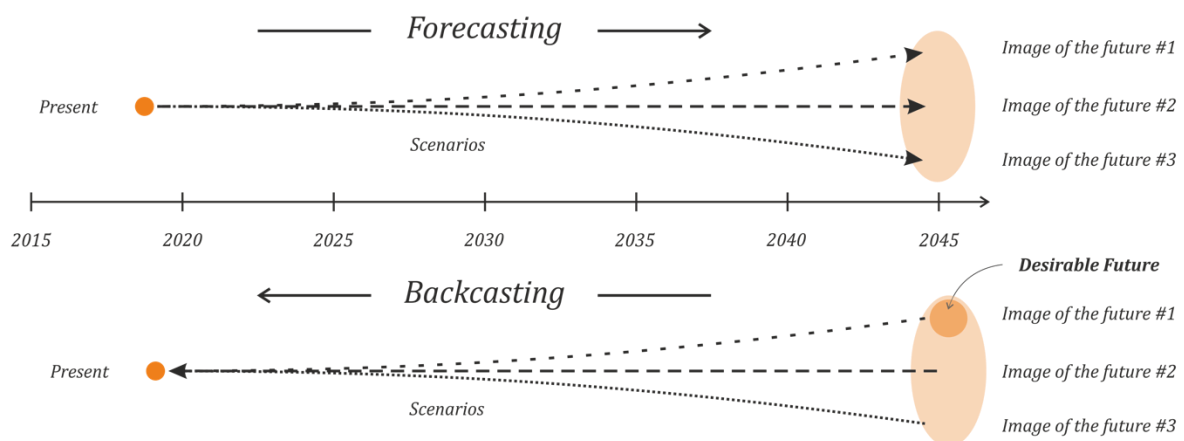 Forecasting
Image of the future #1
Present
Image of the future #2
Scenarios
Image of the future #3
2015 2020 2025 2030 2035 2040 2045
Desirable Future
Backcasting
Image of the future #1
Present
Image of the future #2
Scenarios
Image of the future #3